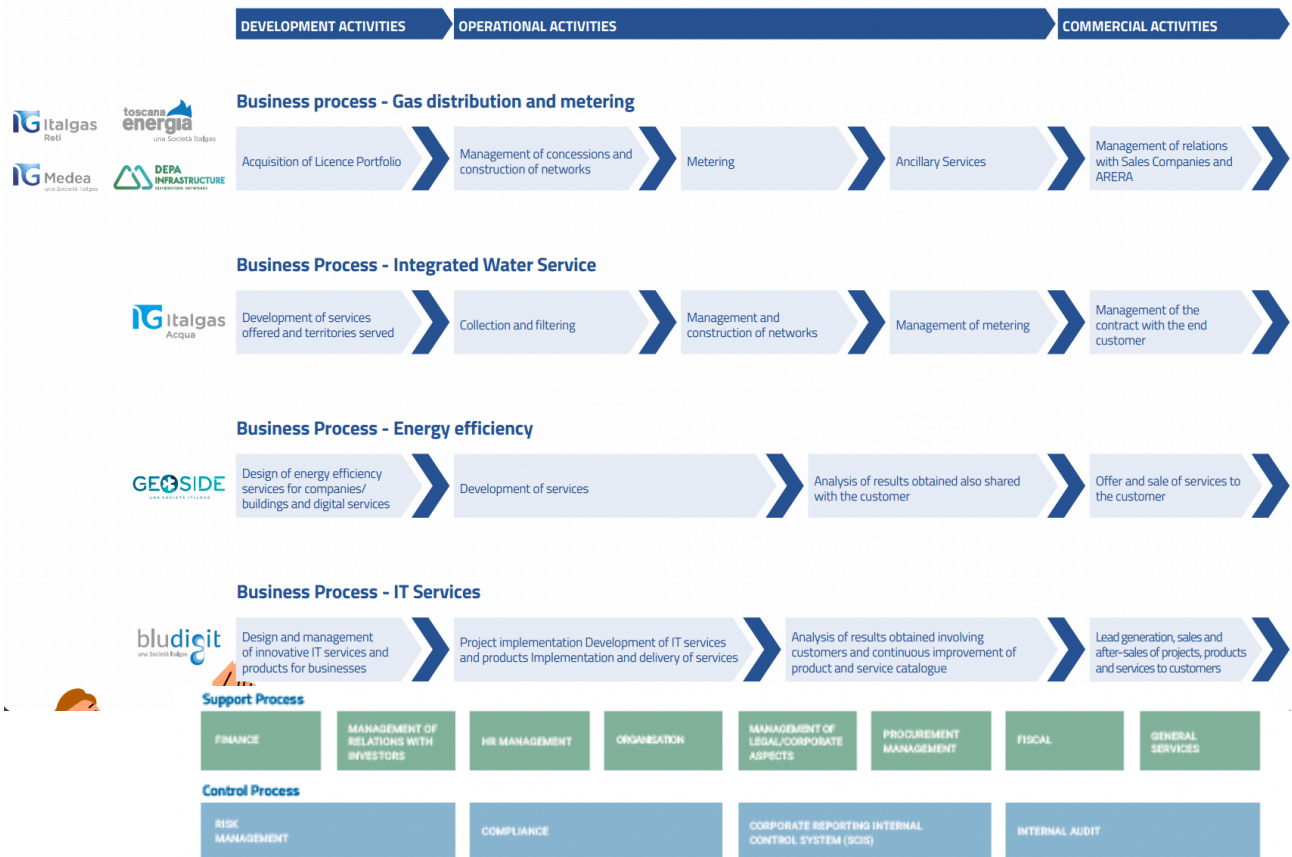 DEVELOPMENT ACTIVITIES
OPERATIONAL ACTIVITIES
COMMERCIAL ACTIVITIES
Business process - Gas distribution and metering
IG Italgas
Reti
toscana
energia
una Società Italgas
IG Medea
una Società Italgas
DEPA
INFRASTRUCTURE
DISTRIBUTION NETWORKS
Acquisition of Licence Portfolio
Management of concessions and
construction of networks
Metering
Ancillary Services
Management of relations
with Sales Companies and
ARERA
Business Process - Integrated Water Service
IG Italgas
Acqua
Development of services
offered and territories served
Collection and filtering
Management and
construction of networks
Management of metering
Management of the
contract with the end
customer
Business Process - Energy efficiency
GEOSIDE
UNA SOCIETÀ ITALGAS
Design of energy efficiency
services for companies/
buildings and digital services
Development of services
Analysis of results obtained also shared
with the customer
Offer and sale of services to
the customer
Business Process - IT Services
bludigit
una Società Italgas
Design and management
of innovative IT services and
products for businesses
Project implementation Development of IT services
and products Implementation and delivery of services
Analysis of results obtained involving
customers and continuous improvement of
product and service catalogue
Lead generation, sales and
after-sales of projects, products
and services to customers
Support Process
FINANCE
MANAGEMENT OF
RELATIONS WITH
INVESTORS
HR MANAGEMENT
ORGANISATION
MANAGEMENT OF
LEGAL/CORPORATE
ASPECTS
PROCUREMENT
MANAGEMENT
FISCAL
GENERAL
SERVICES
Control Process
RISK
MANAGEMENT
COMPLIANCE
CORPORATE REPORTING INTERNAL
CONTROL SYSTEM (SCIS)
INTERNAL AUDIT